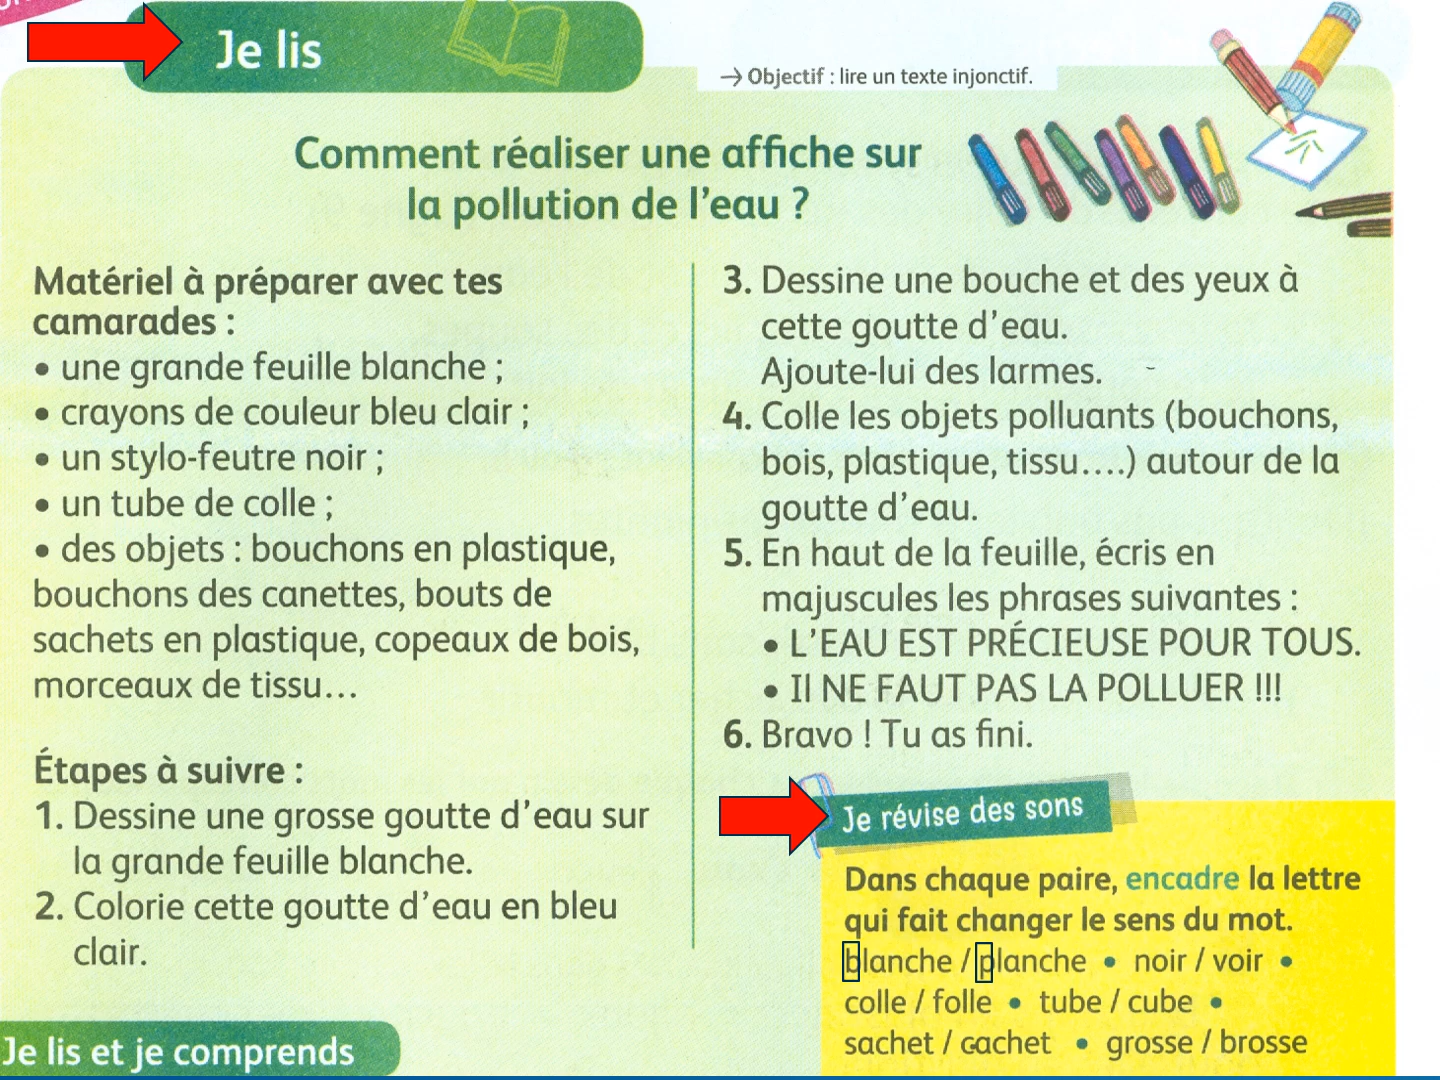 Je lis
→ Objectif : lire un texte injonctif.
Comment réaliser une affiche sur
la pollution de l'eau ?
Matériel à préparer avec tes
camarades :
• une grande feuille blanche ;
• crayons de couleur bleu clair ;
• un stylo-feutre noir ;
• un tube de colle ;
• des objets : bouchons en plastique,
bouchons des canettes, bouts de
sachets en plastique, copeaux de bois,
morceaux de tissu...
Étapes à suivre :
1. Dessine une grosse goutte d'eau sur
la grande feuille blanche.
2. Colorie cette goutte d'eau en bleu
clair.
3. Dessine une bouche et des yeux à
cette goutte d'eau.
Ajoute-lui des larmes.
4. Colle les objets polluants (bouchons,
bois, plastique, tissu....) autour de la
goutte d'eau.
5. En haut de la feuille, écris en
majuscules les phrases suivantes :
• L'EAU EST PRÉCIEUSE POUR TOUS.
• Il NE FAUT PAS LA POLLUER !!!
6. Bravo ! Tu as fini.
Je révise des sons
Dans chaque paire, encadre la lettre
qui fait changer le sens du mot.
blanche / planche • noir / voir •
colle / folle • tube / cube •
sachet / cachet • grosse / brosse
Je lis et je comprends